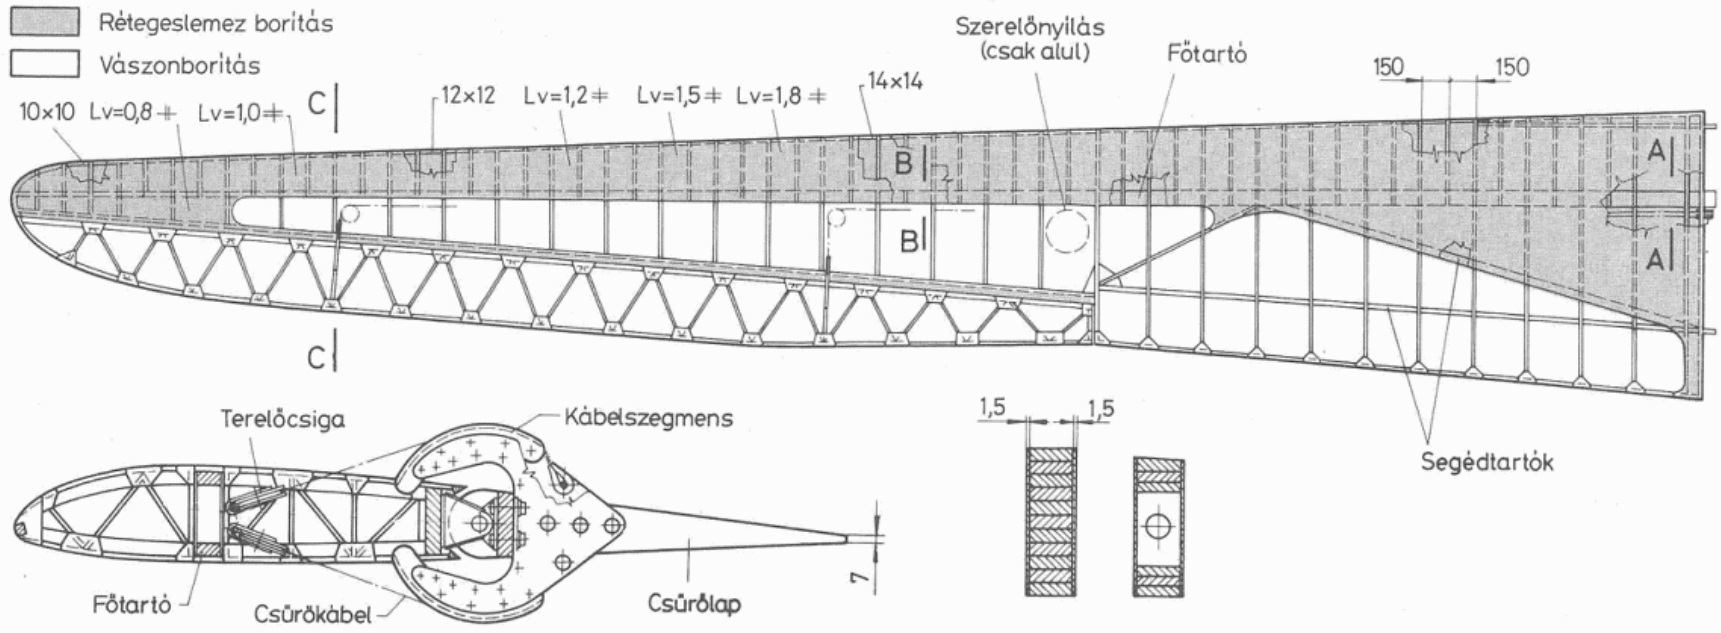 Rétegeslemez borítás
Vászonborítás
Szerelőnyílás
(csak alul)
Főtartó
150 150
10×10 Lv=0,8 ⧺ Lv=1,0 ⧺ C 12×12 Lv=1,2 ⧺ Lv=1,5 ⧺ Lv=1,8 ⧺ 14×14
B A
B A
C
Terelőcsiga Kábelszegmens
1,5 1,5
Segédtartók
7
Főtartó Csűrőkábel Csűrőlap